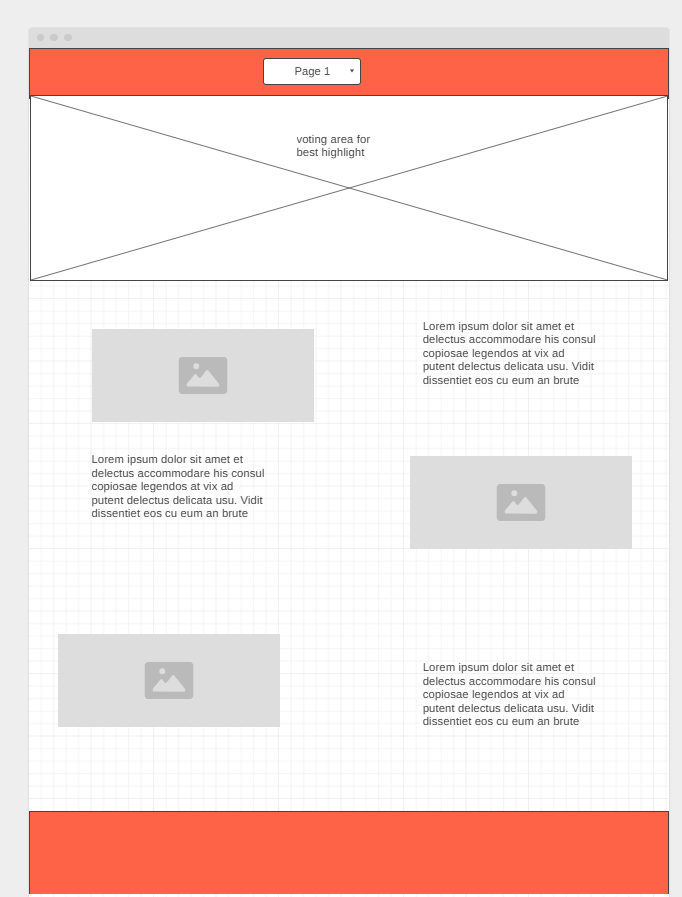 Page 1
voting area for
best highlight
Lorem ipsum dolor sit amet et
delectus accommodare his consul
copiosae legendos at vix ad
putent delectus delicata usu. Vidit
dissentiet eos cu eum an brute
Lorem ipsum dolor sit amet et
delectus accommodare his consul
copiosae legendos at vix ad
putent delectus delicata usu. Vidit
dissentiet eos cu eum an brute
Lorem ipsum dolor sit amet et
delectus accommodare his consul
copiosae legendos at vix ad
putent delectus delicata usu. Vidit
dissentiet eos cu eum an brute